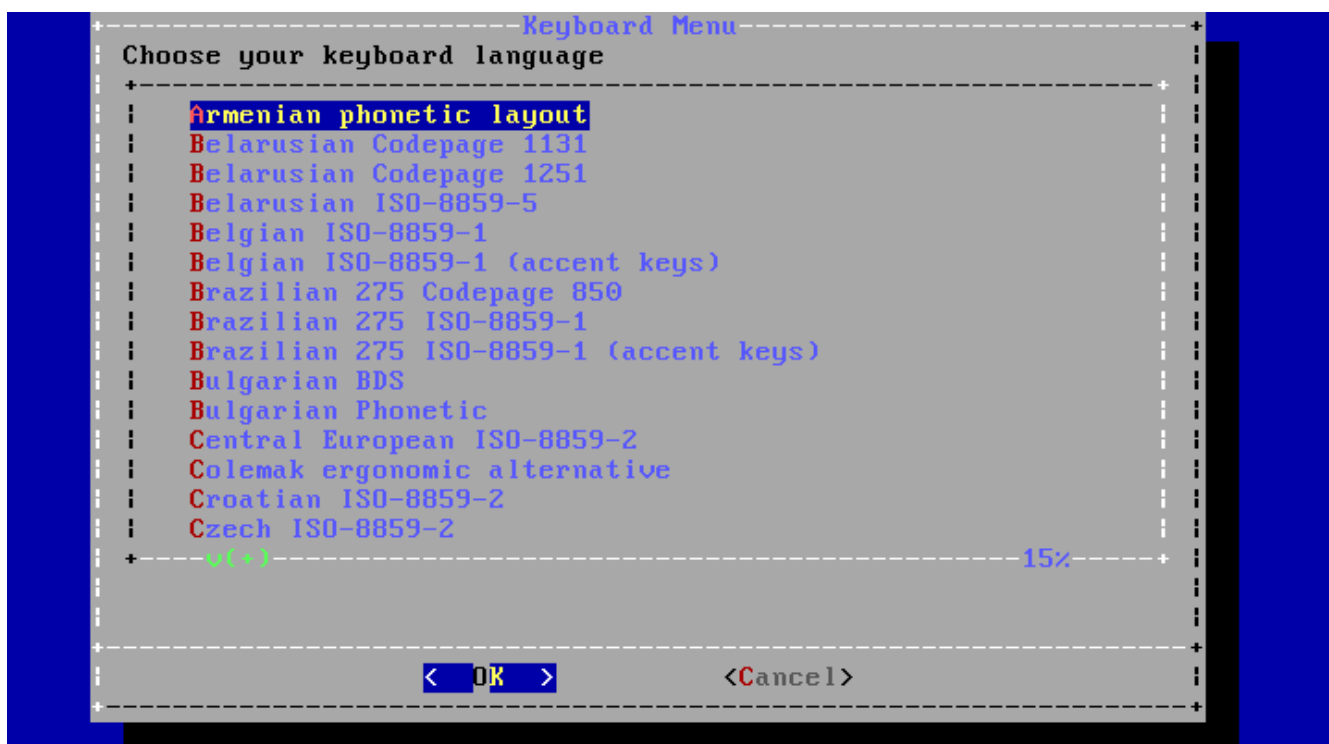 Keyboard Menu
Choose your keyboard language
Armenian phonetic layout
Belarusian Codepage 1131
Belarusian Codepage 1251
Belarusian ISO-8859-5
Belgian ISO-8859-1
Belgian ISO-8859-1 (accent keys)
Brazilian 275 Codepage 850
Brazilian 275 ISO-8859-1
Brazilian 275 ISO-8859-1 (accent keys)
Bulgarian BDS
Bulgarian Phonetic
Central European ISO-8859-2
Colemak ergonomic alternative
Croatian ISO-8859-2
Czech ISO-8859-2
v(+) 15%
< OK > <Cancel>